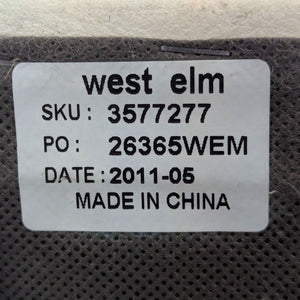 west elm
SKU : 3577277
PO : 26365WEM
DATE : 2011-05
MADE IN CHINA